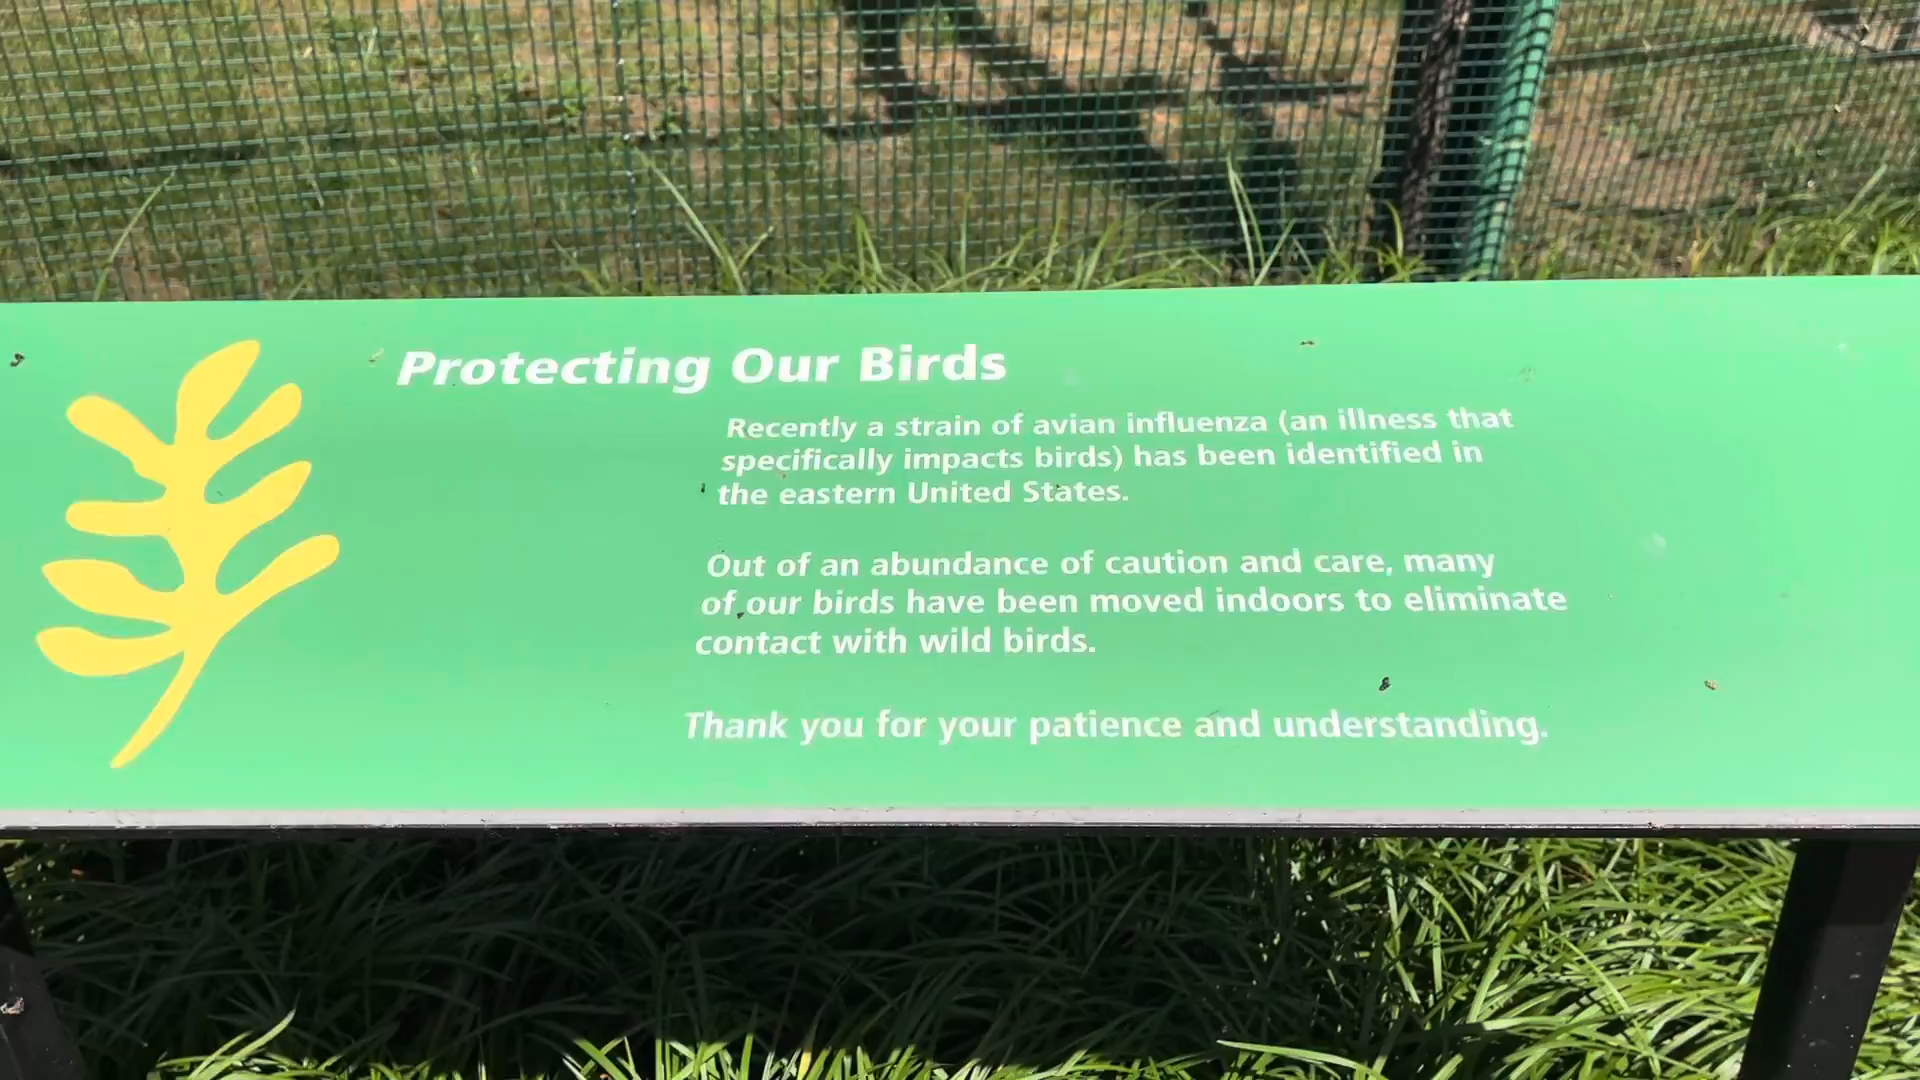 Protecting Our Birds
Recently a strain of avian influenza (an illness that
specifically impacts birds) has been identified in
the eastern United States.
Out of an abundance of caution and care, many
of our birds have been moved indoors to eliminate
contact with wild birds.
Thank you for your patience and understanding.